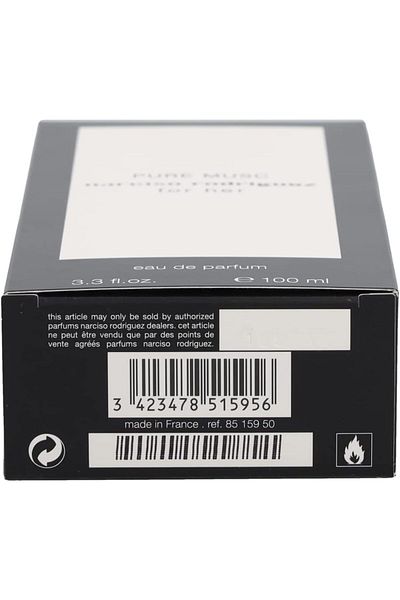 PURE MUSC
narciso rodriguez
for her
eau de parfum
3.3 fl.oz. ℮ 100 ml
this article may only be sold by authorized
parfums narciso rodriguez dealers. cet article
ne peut être vendu que par des points de
vente agréés parfums narciso rodriguez.
3 423478 515956
made in France . ref. 85 159 50